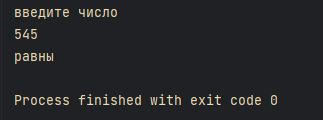 введите число
545
равны
Process finished with exit code 0